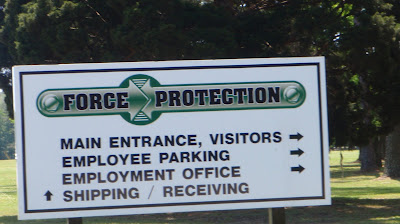 FORCE PROTECTION
MAIN ENTRANCE, VISITORS →
EMPLOYEE PARKING →
EMPLOYMENT OFFICE →
↑ SHIPPING / RECEIVING